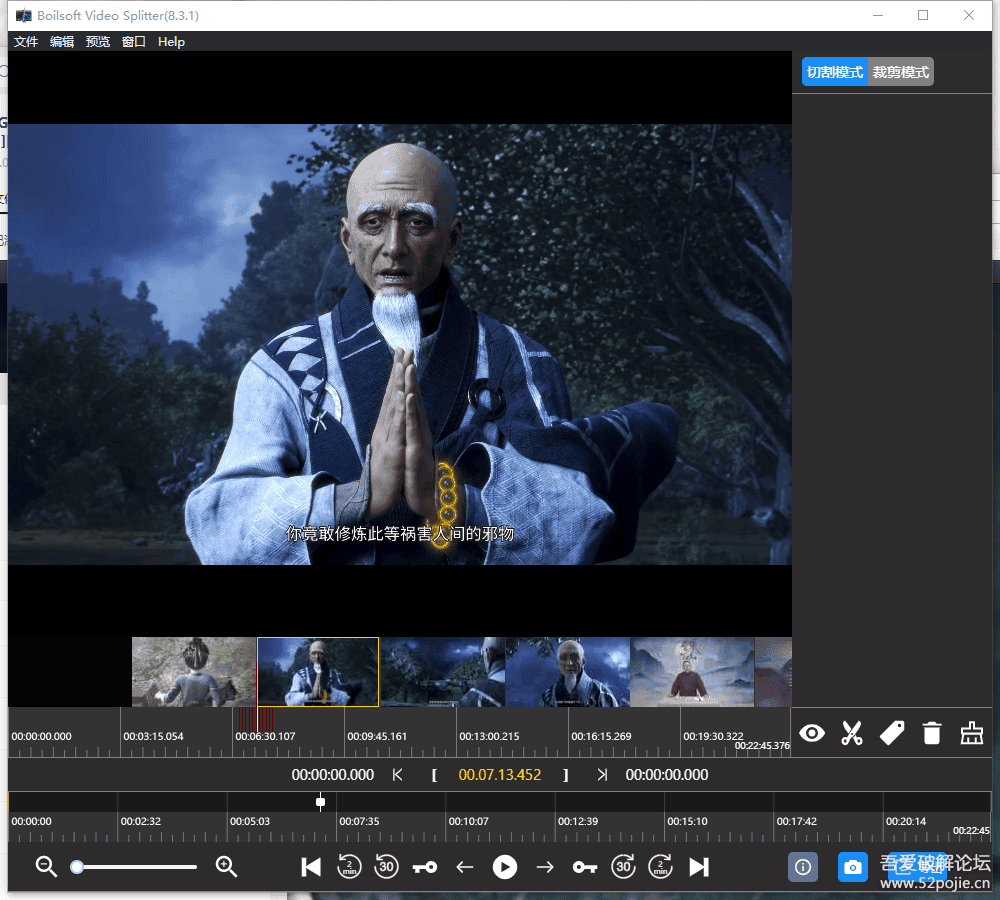 Boilsoft Video Splitter(8.3.1)
文件 编辑 预览 窗口 Help
切割模式 裁剪模式
你竟敢修炼此等祸害人间的邪物
00:00:00.000 00:03:15.054 00:06:30.107 00:09:45.161 00:13:00.215 00:16:15.269 00:19:30.322 00:22:45.376
00:00:00.000 [ 00.07.13.452 ] 00:00:00.000
00:00:00 00:02:32 00:05:03 00:07:35 00:10:07 00:12:39 00:15:10 00:17:42 00:20:14 00:22:45
2 min 30 30 2 min
吾爱破解论坛
www.52pojie.cn